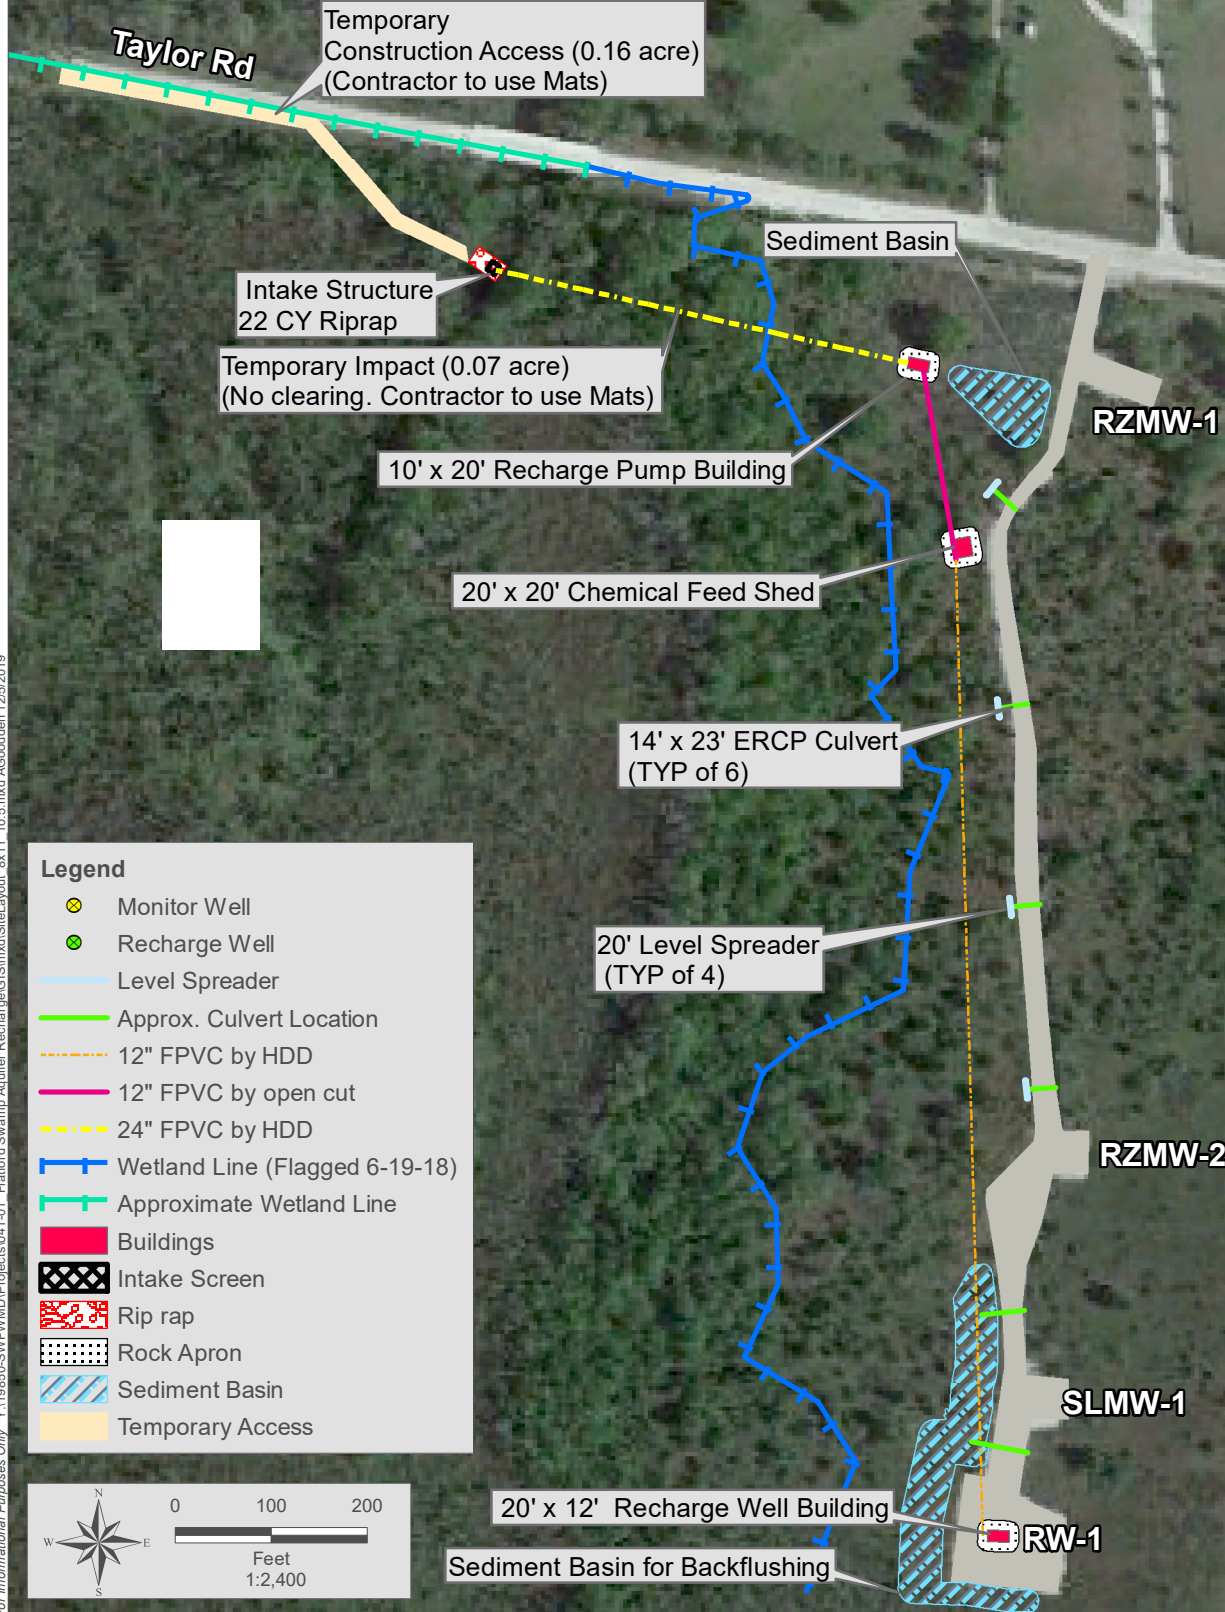 Taylor Rd
Temporary
Construction Access (0.16 acre)
(Contractor to use Mats)
Sediment Basin
Intake Structure
22 CY Riprap
Temporary Impact (0.07 acre)
(No clearing. Contractor to use Mats)
RZMW-1
10' x 20' Recharge Pump Building
20' x 20' Chemical Feed Shed
14' x 23' ERCP Culvert
(TYP of 6)
20' Level Spreader
(TYP of 4)
RZMW-2
SLMW-1
20' x 12' Recharge Well Building
RW-1
Sediment Basin for Backflushing
Legend
Monitor Well
Recharge Well
Level Spreader
Approx. Culvert Location
12" FPVC by HDD
12" FPVC by open cut
24" FPVC by HDD
Wetland Line (Flagged 6-19-18)
Approximate Wetland Line
Buildings
Intake Screen
Rip rap
Rock Apron
Sediment Basin
Temporary Access
N
W E
S
0 100 200
Feet
1:2,400